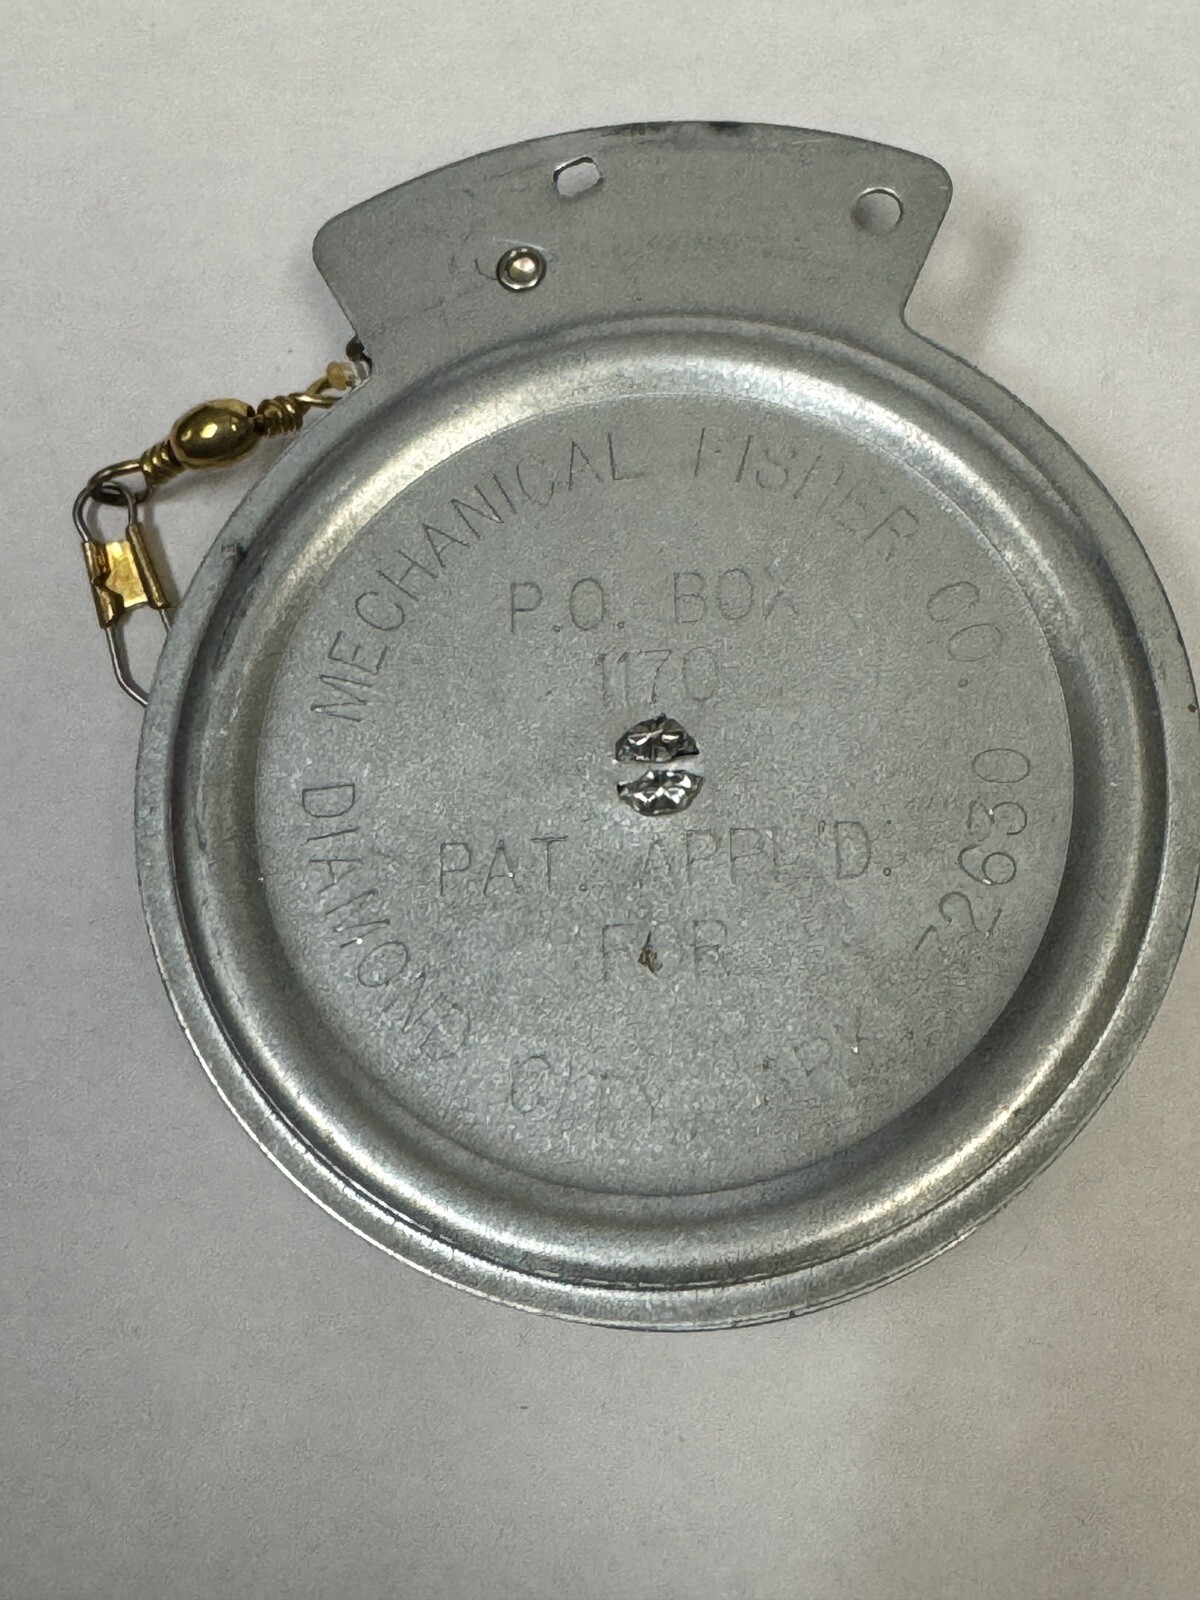 MECHANICAL FISHER CO.
P.O. BOX
1170
PAT. APPL'D.
FOR
DIAMOND CITY ARK 72630